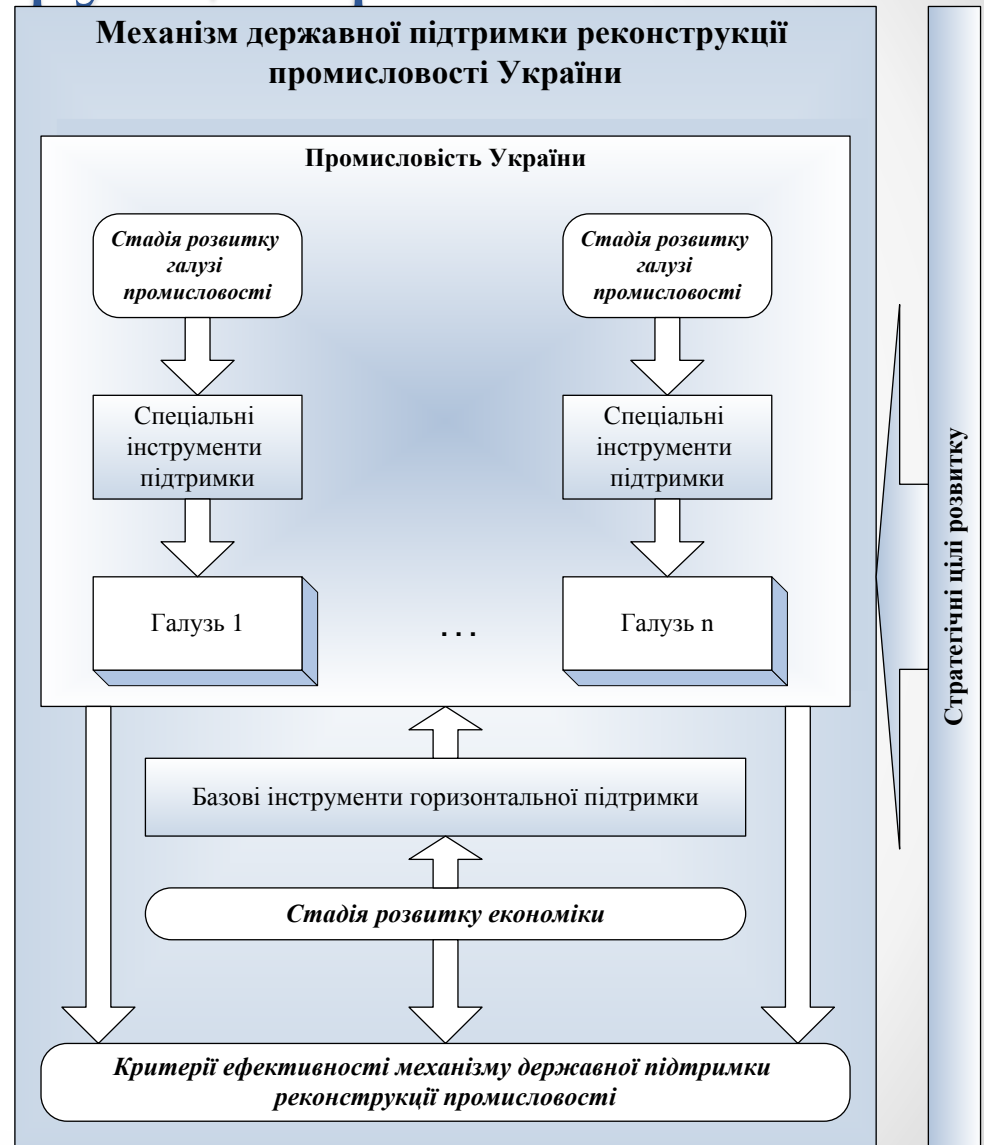 Механізм державної підтримки реконструкції
промисловості України
Промисловість України
Стадія розвитку
галузі
промисловості
Стадія розвитку
галузі
промисловості
Спеціальні
інструменти
підтримки
Спеціальні
інструменти
підтримки
Галузь 1
. . .
Галузь n
Базові інструменти горизонтальної підтримки
Стадія розвитку економіки
Критерії ефективності механізму державної підтримки
реконструкції промисловості
Стратегічні цілі розвитку